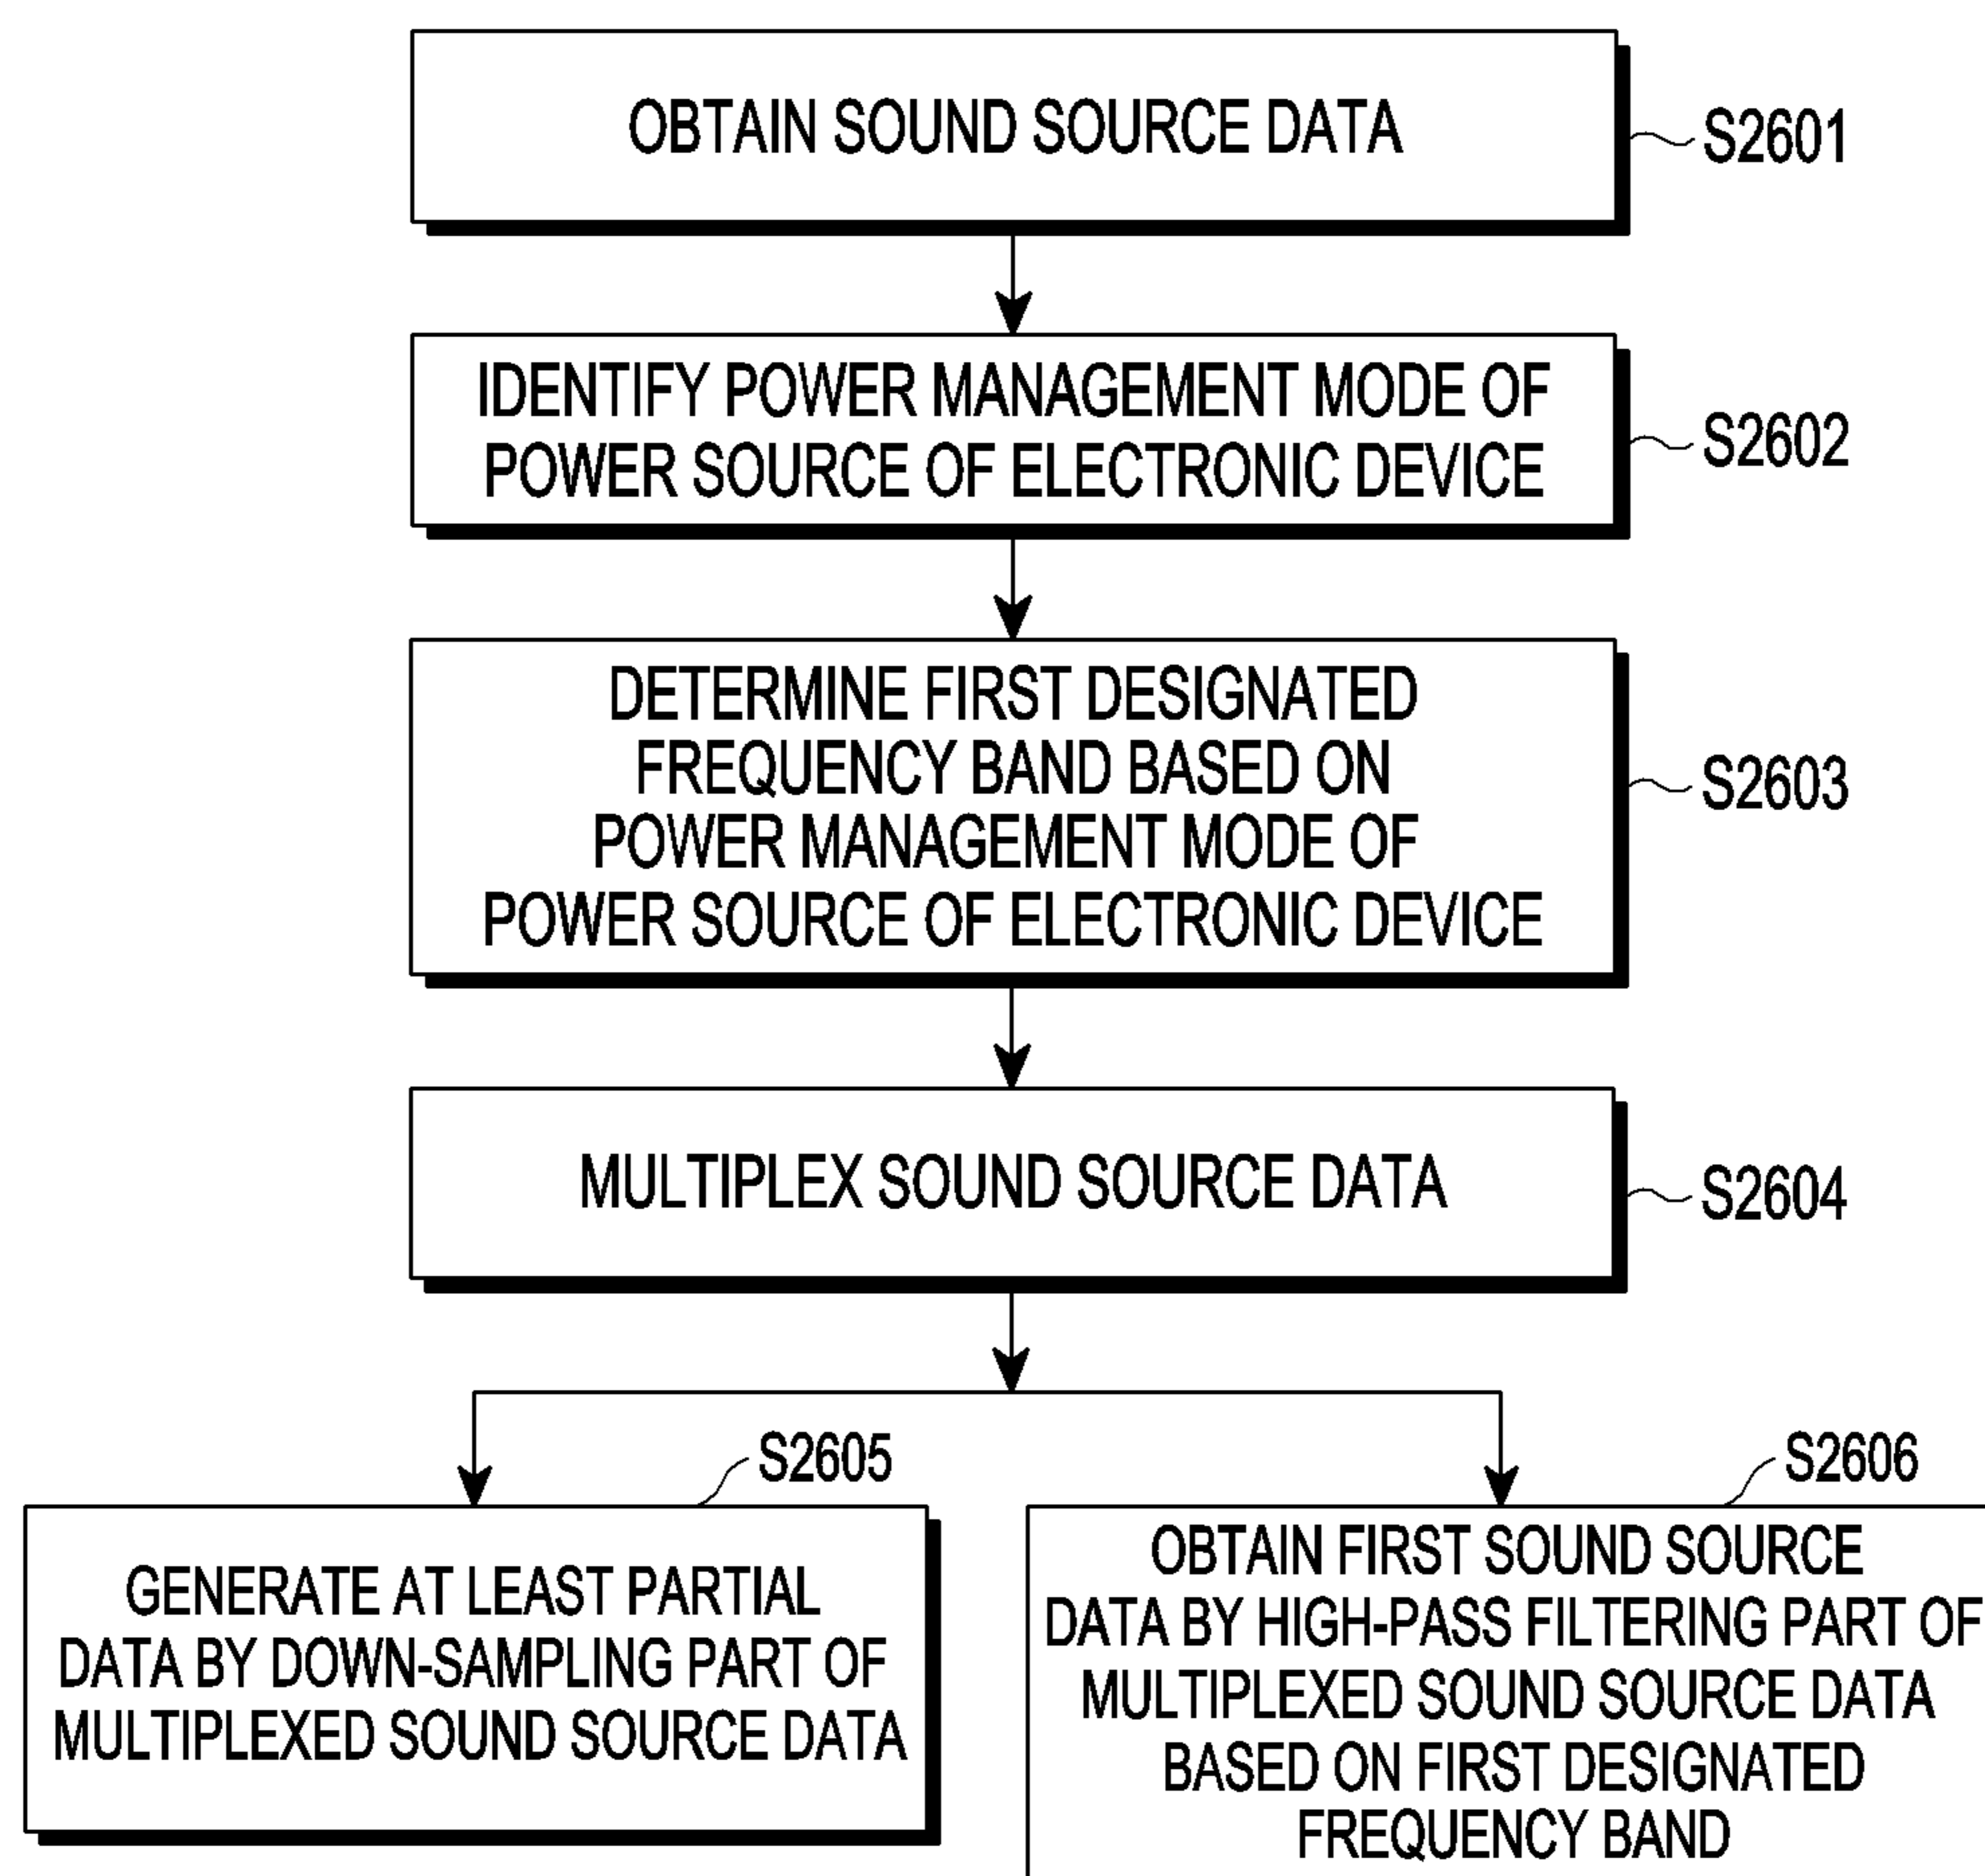 OBTAIN SOUND SOURCE DATA
S2601
IDENTIFY POWER MANAGEMENT MODE OF
POWER SOURCE OF ELECTRONIC DEVICE
S2602
DETERMINE FIRST DESIGNATED
FREQUENCY BAND BASED ON
POWER MANAGEMENT MODE OF
POWER SOURCE OF ELECTRONIC DEVICE
S2603
MULTIPLEX SOUND SOURCE DATA
S2604
S2605
GENERATE AT LEAST PARTIAL
DATA BY DOWN-SAMPLING PART OF
MULTIPLEXED SOUND SOURCE DATA
S2606
OBTAIN FIRST SOUND SOURCE
DATA BY HIGH-PASS FILTERING PART OF
MULTIPLEXED SOUND SOURCE DATA
BASED ON FIRST DESIGNATED
FREQUENCY BAND